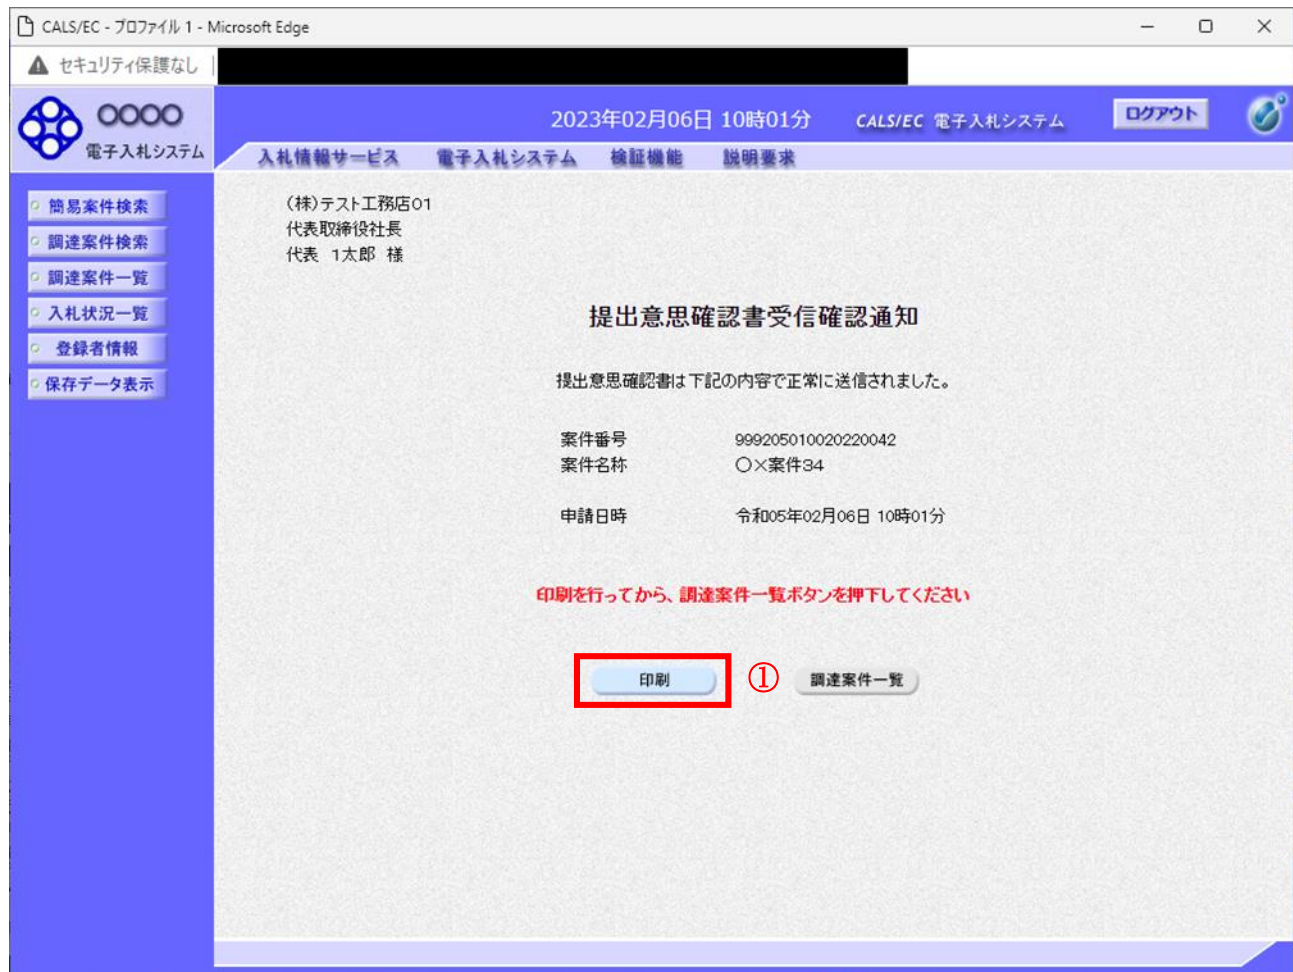 CALS/EC - プロファイル 1 - Microsoft Edge
セキュリティ保護なし
○○○○
電子入札システム
2023年02月06日 10時01分
CALS/EC 電子入札システム
ログアウト
入札情報サービス 電子入札システム 検証機能 説明要求
簡易案件検索
調達案件検索
調達案件一覧
入札状況一覧
登録者情報
保存データ表示
(株)テスト工務店01
代表取締役社長
代表 1太郎 様
提出意思確認書受信確認通知
提出意思確認書は下記の内容で正常に送信されました。
案件番号 999205010020220042
案件名称 ○×案件34
申請日時 令和05年02月06日 10時01分
印刷を行ってから、調達案件一覧ボタンを押下してください
印刷 ① 調達案件一覧